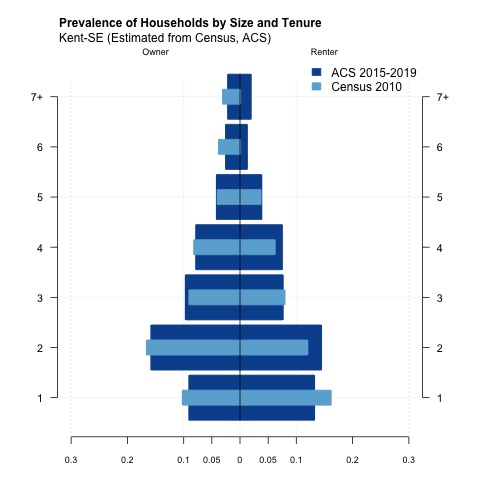 Prevalence of Households by Size and Tenure
Kent-SE (Estimated from Census, ACS)
Owner Renter
ACS 2015-2019
Census 2010
7+ 7+
6 6
5 5
4 4
3 3
2 2
1 1
0.3 0.2 0.1 0.05 0 0.05 0.1 0.2 0.3